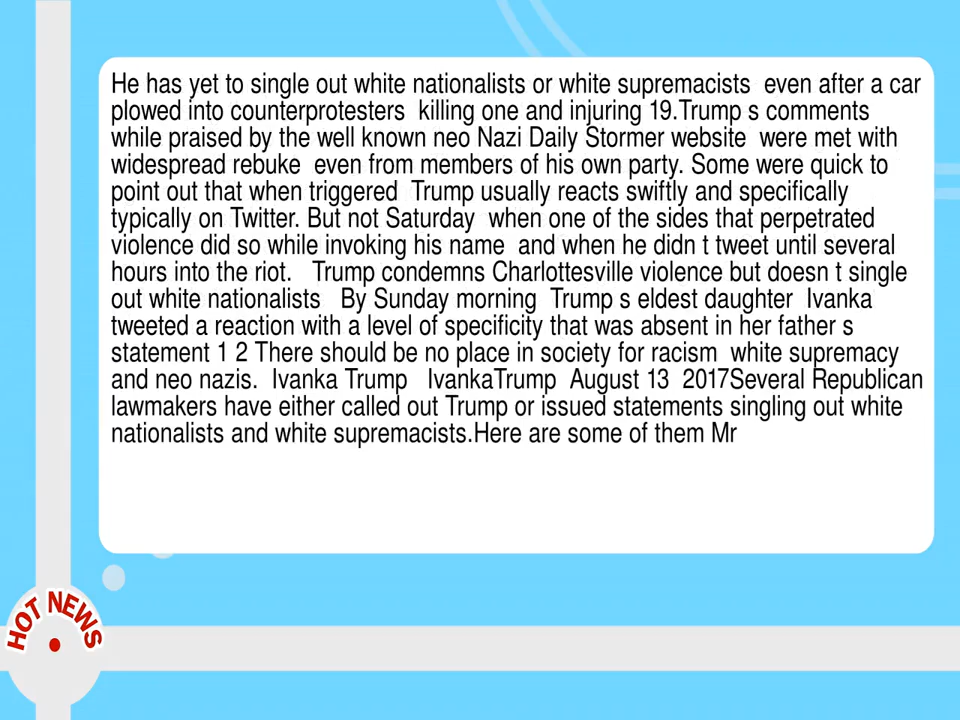 He has yet to single out white nationalists or white supremacists  even after a car
plowed into counterprotesters  killing one and injuring 19.Trump s comments
while praised by the well known neo Nazi Daily Stormer website  were met with
widespread rebuke  even from members of his own party. Some were quick to
point out that when triggered  Trump usually reacts swiftly and specifically
typically on Twitter. But not Saturday  when one of the sides that perpetrated
violence did so while invoking his name  and when he didn t tweet until several
hours into the riot.   Trump condemns Charlottesville violence but doesn t single
out white nationalists   By Sunday morning  Trump s eldest daughter  Ivanka
tweeted a reaction with a level of specificity that was absent in her father s
statement 1 2 There should be no place in society for racism  white supremacy
and neo nazis.  Ivanka Trump   IvankaTrump  August 13  2017Several Republican
lawmakers have either called out Trump or issued statements singling out white
nationalists and white supremacists.Here are some of them Mr
HOT NEWS